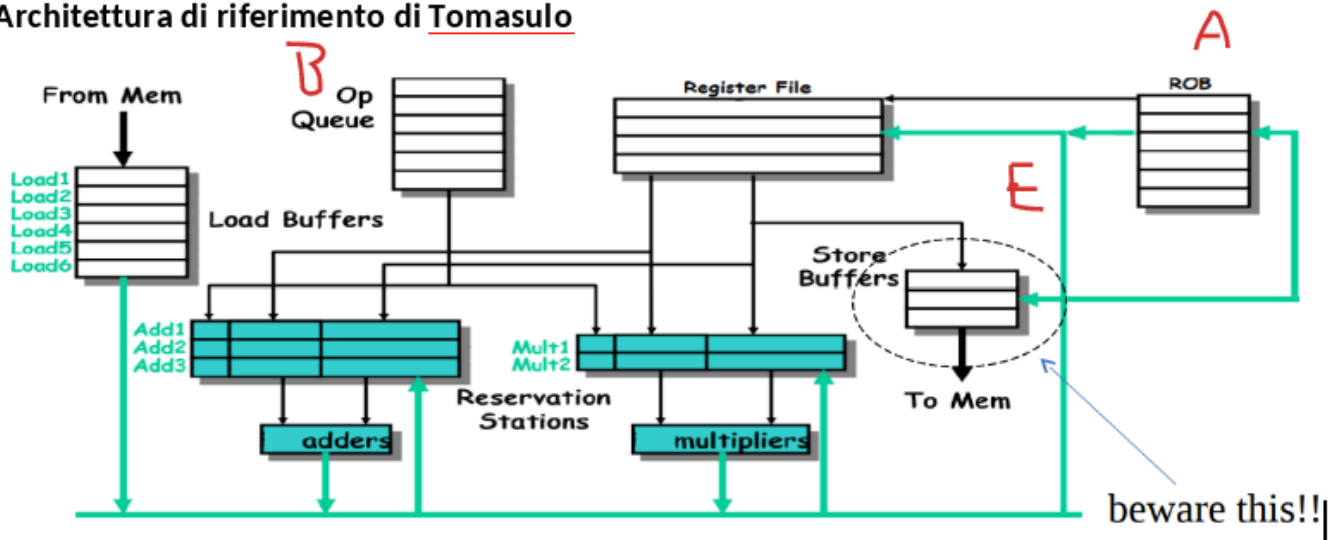 Architettura di riferimento di Tomasulo
A
B
From Mem
Op
Queue
Register File
ROB
Load1
Load2
Load3
Load4
Load5
Load6
Load Buffers
E
Store
Buffers
Add1
Add2
Add3
Mult1
Mult2
Reservation
Stations
To Mem
adders
multipliers
beware this!!